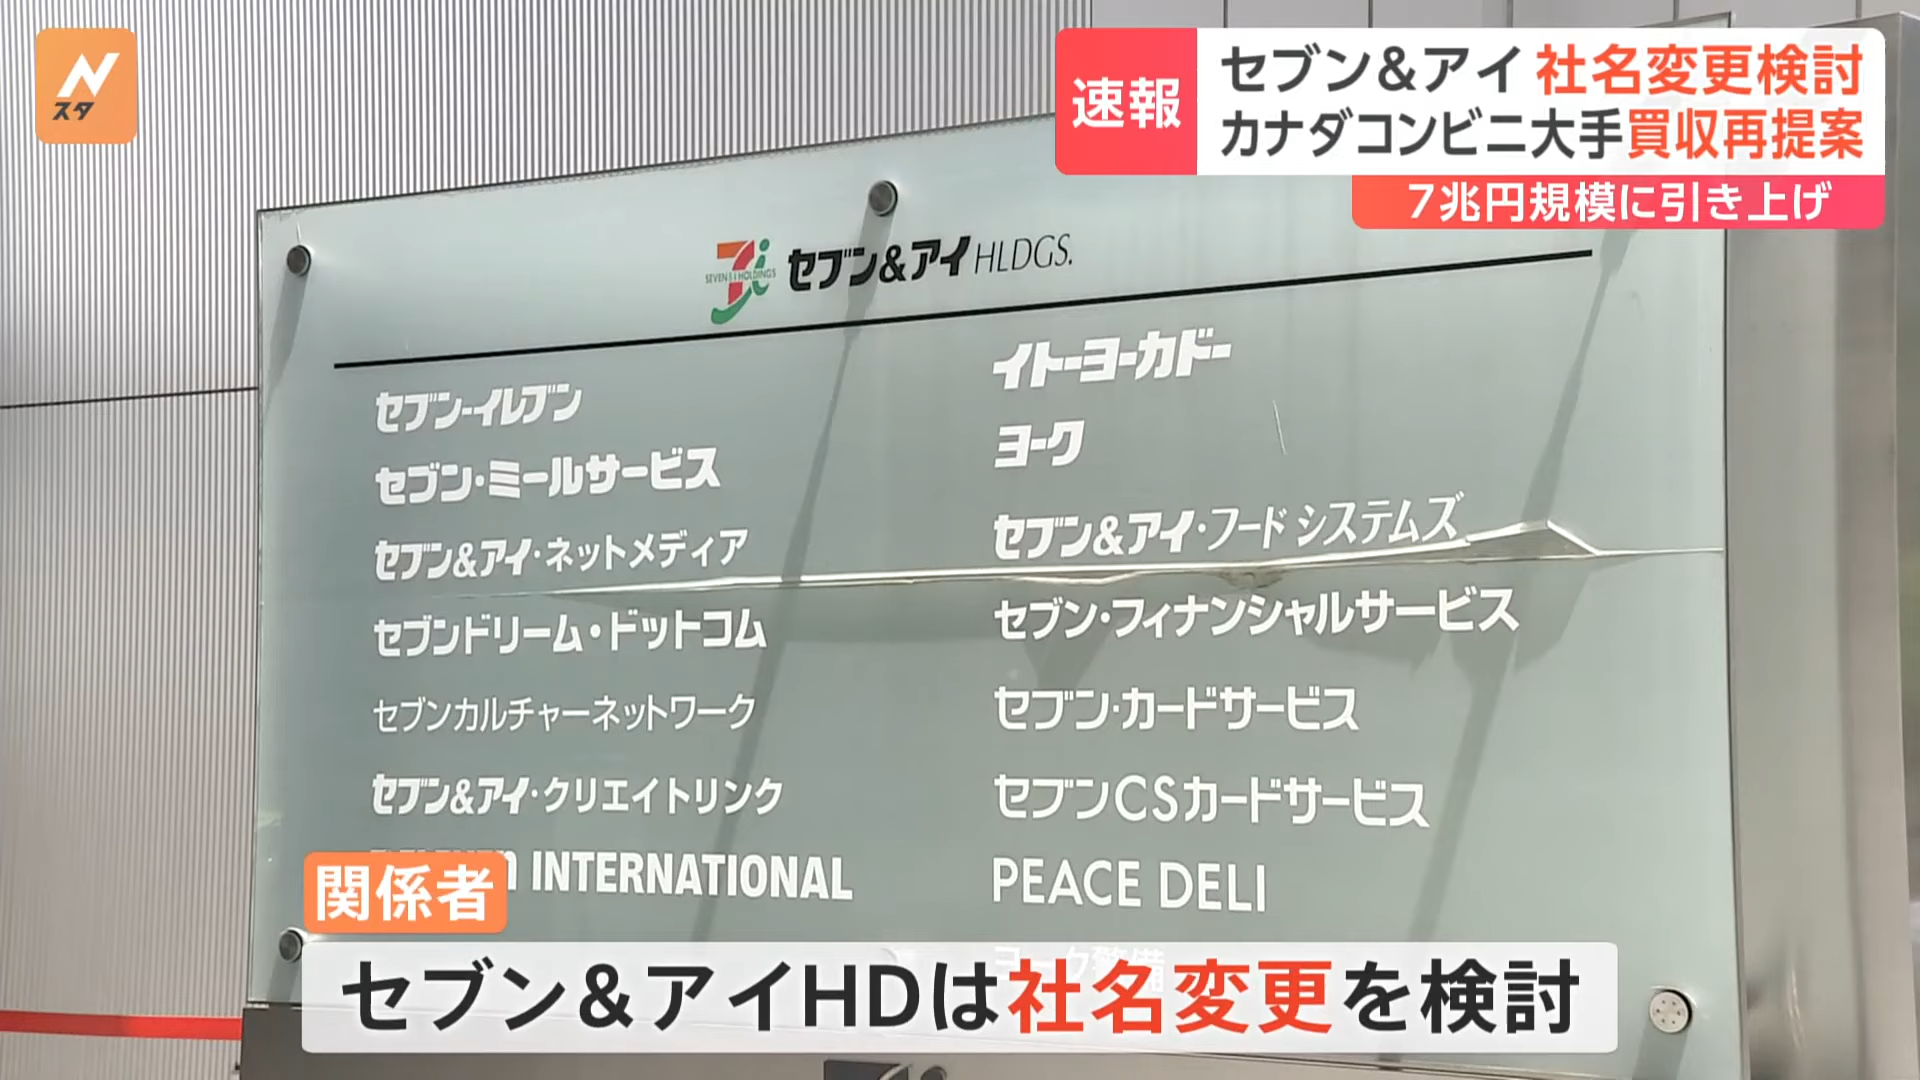 Nスタ
速報
セブン&アイ 社名変更検討
カナダコンビニ大手買収再提案
7兆円規模に引き上げ
SEVEN & i HOLDINGS
セブン&アイ HLDGS.
セブン-イレブン
セブン・ミールサービス
セブン&アイ・ネットメディア
セブンドリーム・ドットコム
セブンカルチャーネットワーク
セブン&アイ・クリエイトリンク
INTERNATIONAL
イトーヨーカドー
ヨーク
セブン&アイ・フードシステムズ
セブン・フィナンシャルサービス
セブン・カードサービス
セブンCSカードサービス
PEACE DELI
ヨーク警備
関係者
セブン&アイHDは社名変更を検討